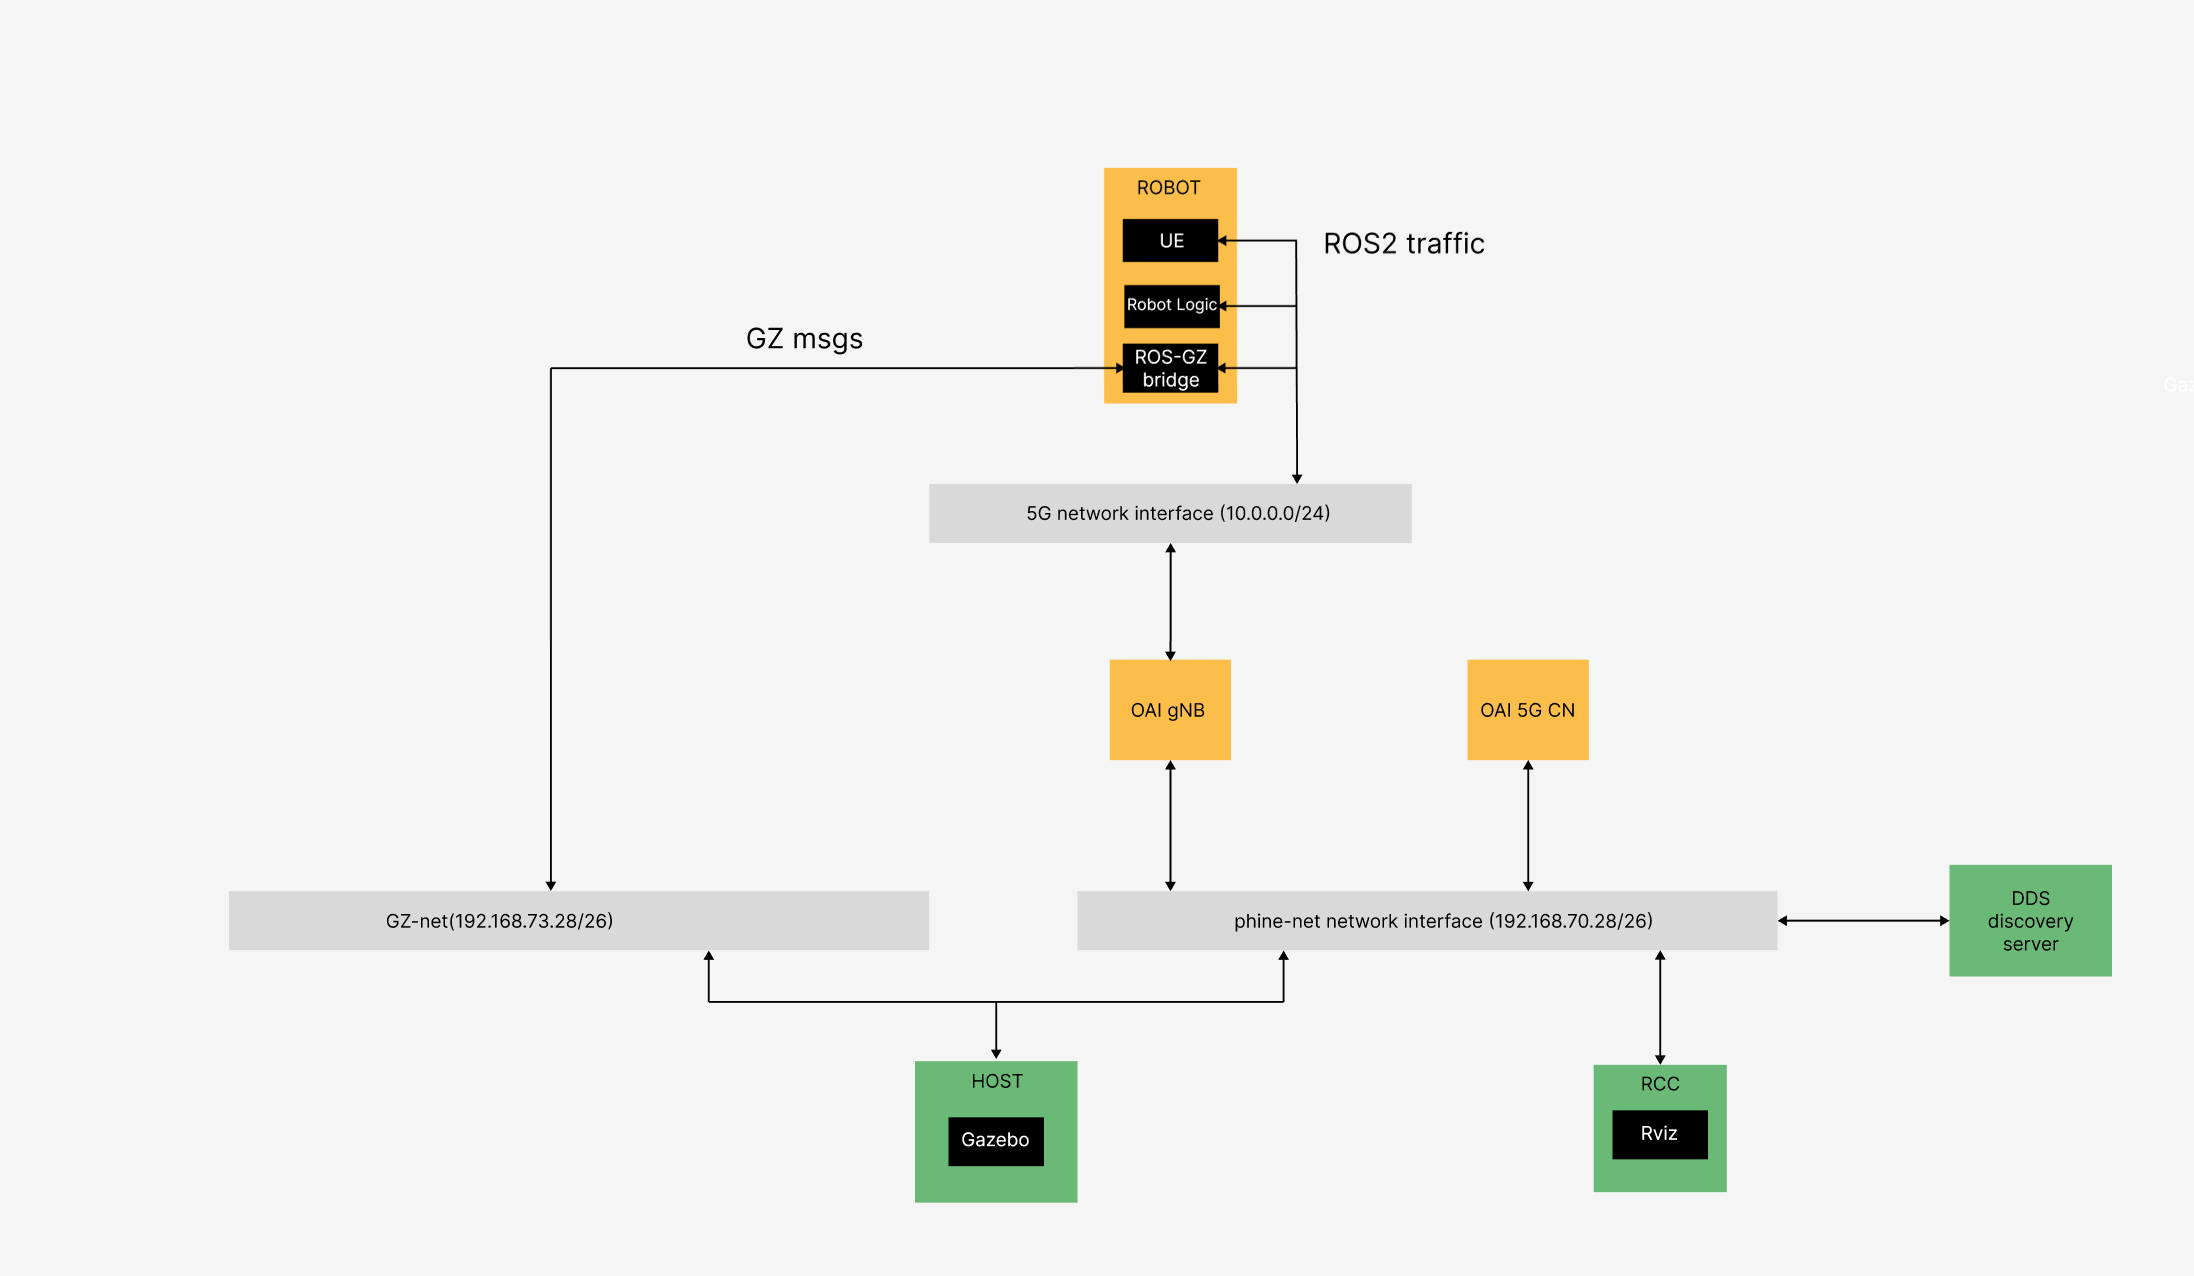 ROBOT
UE
ROS2 traffic
Robot Logic
GZ msgs
ROS-GZ
bridge
Gaz
5G network interface (10.0.0.0/24)
OAI gNB
OAI 5G CN
GZ-net(192.168.73.28/26)
phine-net network interface (192.168.70.28/26)
DDS
discovery
server
HOST
Gazebo
RCC
Rviz